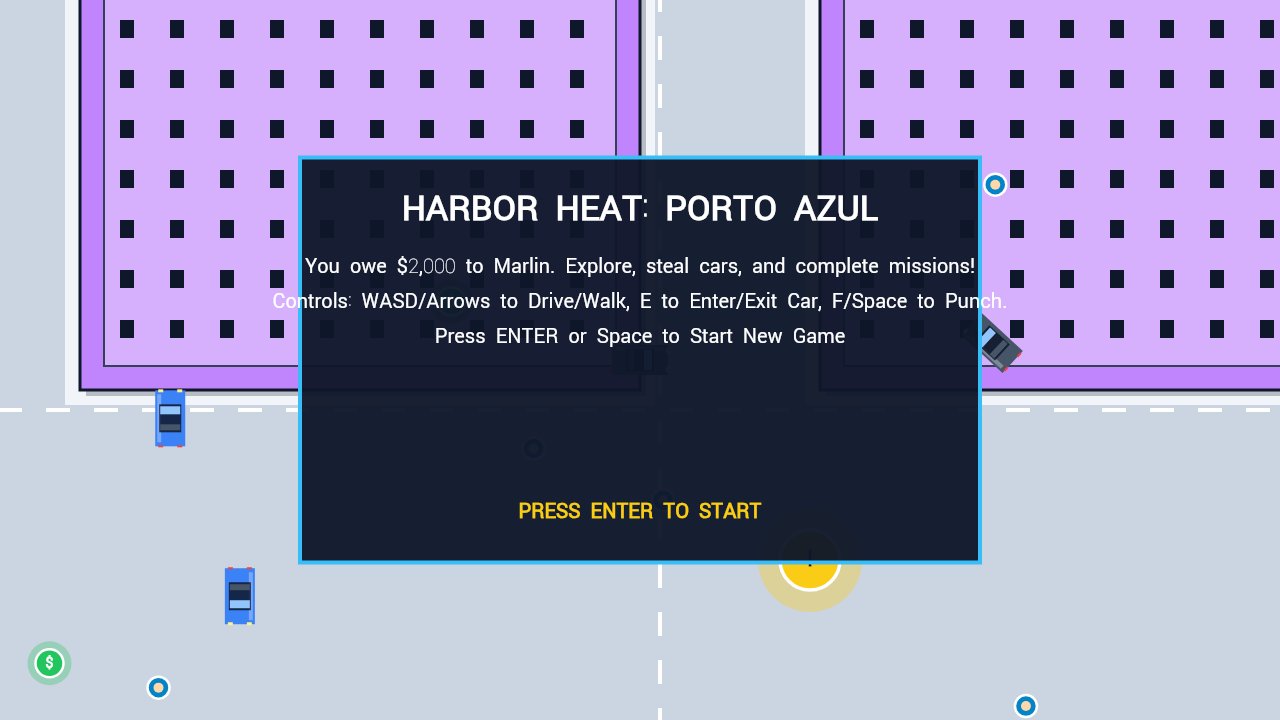 HARBOR HEAT: PORTO AZUL
You owe $2,000 to Marlin. Explore, steal cars, and complete missions!
Controls: WASD/Arrows to Drive/Walk, E to Enter/Exit Car, F/Space to Punch.
Press ENTER or Space to Start New Game
PRESS ENTER TO START
!
$